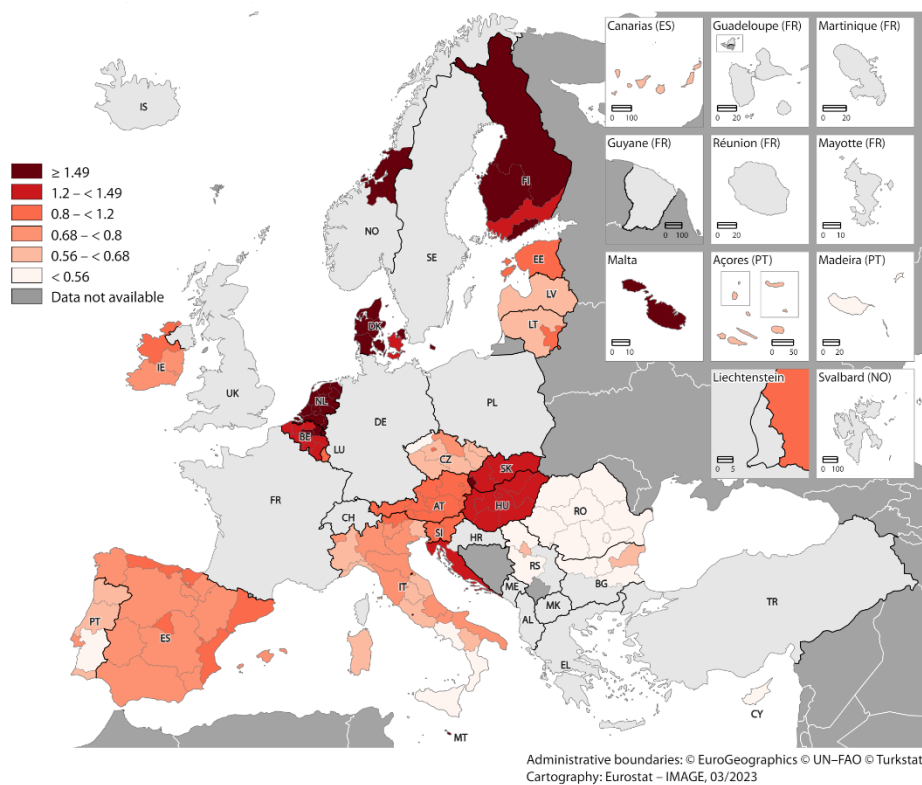 Canarias (ES)
0 100
Guadeloupe (FR)
0 20
Martinique (FR)
0 20
IS
Guyane (FR)
0 100
Réunion (FR)
0 20
Mayotte (FR)
0 10
≥ 1.49
1.2 – < 1.49
0.8 – < 1.2
0.68 – < 0.8
0.56 – < 0.68
< 0.56
Data not available
FI
NO
SE
EE
LV
LT
Malta
0 10
Açores (PT)
0 50
Madeira (PT)
0 20
DK
IE
UK
NL
BE
LU
DE
PL
Liechtenstein
0 5
Svalbard (NO)
0 100
CZ
SK
FR
CH
AT
HU
SI
HR
RO
IT
RS
ME
BG
MK
AL
TR
PT
ES
EL
CY
MT
Administrative boundaries: © EuroGeographics © UN–FAO © Turkstat
Cartography: Eurostat – IMAGE, 03/2023